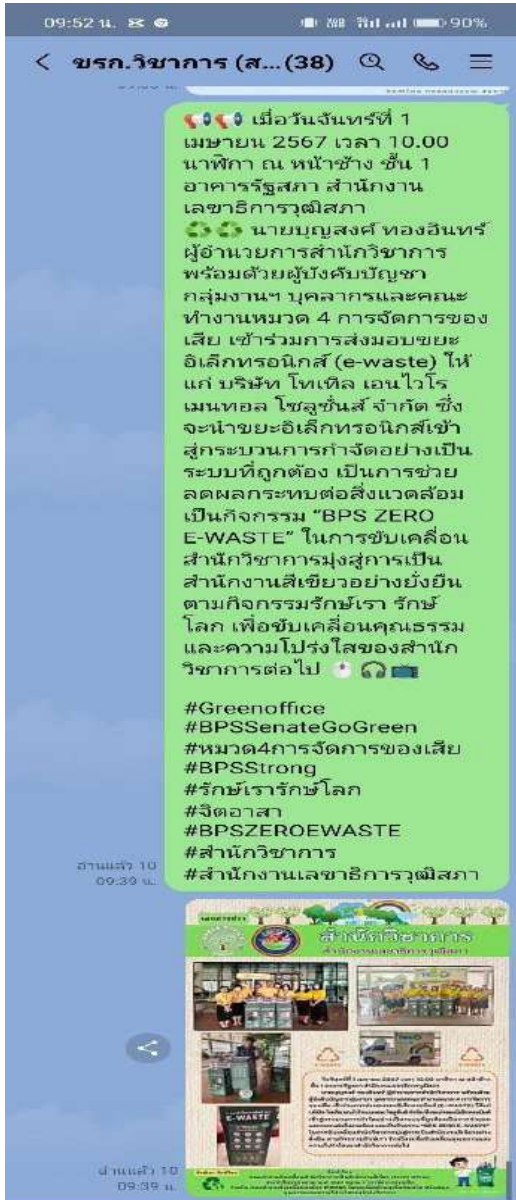 09:52 น.
90%
ขรก.วิชาการ (ส...(38)
เมื่อวันจันทร์ที่ 1
เมษายน 2567 เวลา 10.00
นาฬิกา ณ หน้าช้าง ชั้น 1
อาคารรัฐสภา สำนักงาน
เลขาธิการวุฒิสภา
นายบุญสงค์ ทองอินทร์
ผู้อำนวยการสำนักวิชาการ
พร้อมด้วยผู้บังคับบัญชา
กลุ่มงานฯ บุคลากรและคณะ
ทำงานหมวด 4 การจัดการของ
เสีย เข้าร่วมการส่งมอบขยะ
อิเล็กทรอนิกส์ (e-waste) ให้
แก่ บริษัท โทเทิล เอนไวโร
เมนทอล โซลูชั่นส์ จำกัด ซึ่ง
จะนำขยะอิเล็กทรอนิกส์เข้า
สู่กระบวนการกำจัดอย่างเป็น
ระบบที่ถูกต้อง เป็นการช่วย
ลดผลกระทบต่อสิ่งแวดล้อม
เป็นกิจกรรม “BPS ZERO
E-WASTE” ในการขับเคลื่อน
สำนักวิชาการมุ่งสู่การเป็น
สำนักงานสีเขียวอย่างยั่งยืน
ตามกิจกรรมรักษ์เรา รักษ์
โลก เพื่อขับเคลื่อนคุณธรรม
และความโปร่งใสของสำนัก
วิชาการต่อไป
#Greenoffice
#BPSSenateGoGreen
#หมวด4การจัดการของเสีย
#BPSStrong
#รักษ์เรารักษ์โลก
#จิตอาสา
#BPSZEROEWASTE
#สำนักวิชาการ
#สำนักงานเลขาธิการวุฒิสภา
อ่านแล้ว 10
09:39 น.
สำนักวิชาการ
สำนักงานเลขาธิการวุฒิสภา
E-WASTE
อ่านแล้ว 10
09:39 น.